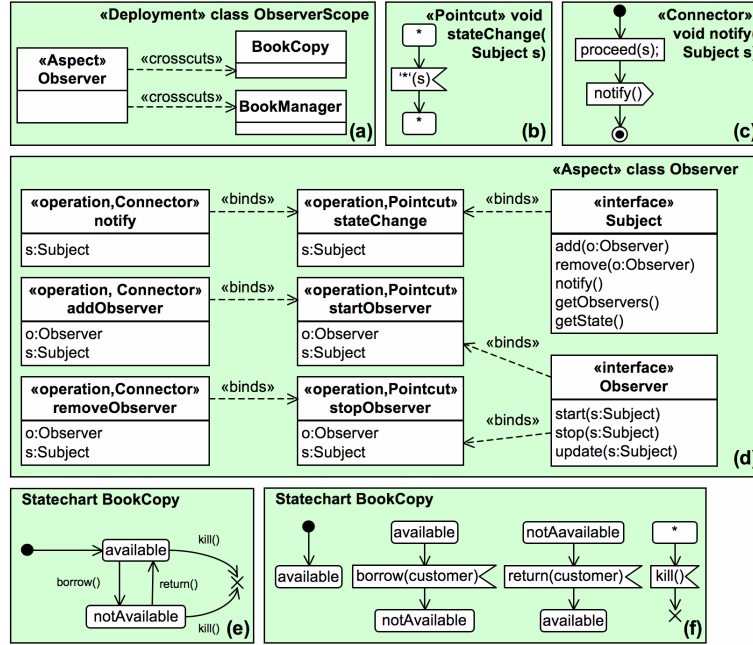 «Deployment» class ObserverScope
«Aspect»
Observer
«crosscuts»
«crosscuts»
BookCopy
BookManager
(a)
«Pointcut» void
stateChange(
Subject s)
*
'*'(s)
*
(b)
«Connector»
void notify(
Subject s)
proceed(s);
notify()
(c)
«Aspect» class Observer
«operation,Connector»
notify
s:Subject
«binds»
«operation,Pointcut»
stateChange
s:Subject
«binds»
«interface»
Subject
add(o:Observer)
remove(o:Observer)
notify()
getObservers()
getState()
«operation, Connector»
addObserver
o:Observer
s:Subject
«binds»
«operation,Pointcut»
startObserver
o:Observer
s:Subject
«binds»
«operation,Connector»
removeObserver
o:Observer
s:Subject
«binds»
«operation,Pointcut»
stopObserver
o:Observer
s:Subject
«binds»
«interface»
Observer
start(s:Subject)
stop(s:Subject)
update(s:Subject)
(d)
Statechart BookCopy
available
kill()
borrow()
return()
notAvailable
kill()
(e)
Statechart BookCopy
available
available
borrow(customer)
notAvailable
notAavailable
return(customer)
available
*
kill()
(f)